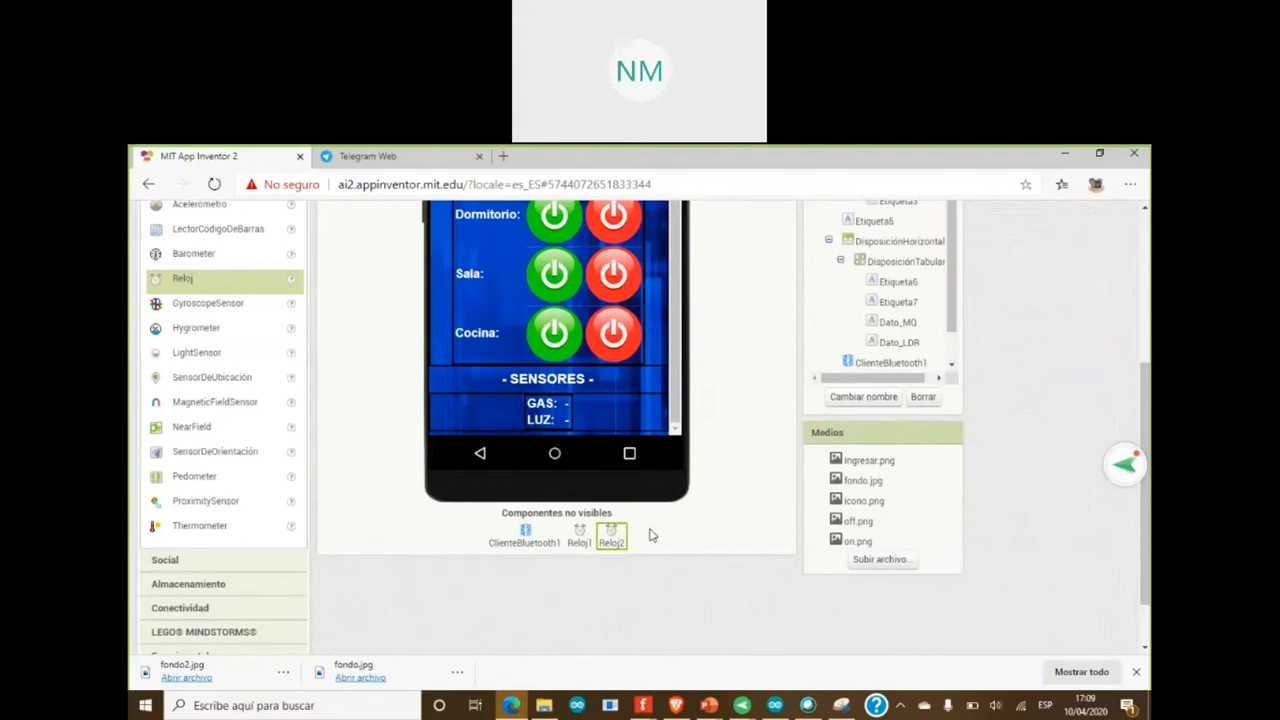 NM
MIT App Inventor 2
Telegram Web
No seguro
ai2.appinventor.mit.edu/?locale=es_ES#5744072651833344
Acelerómetro
LectorCódigoDeBarras
Barometer
Reloj
GyroscopeSensor
Hygrometer
LightSensor
SensorDeUbicación
MagneticFieldSensor
NearField
SensorDeOrientación
Pedometer
ProximitySensor
Thermometer
Social
Almacenamiento
Conectividad
LEGO® MINDSTORMS®
Dormitorio:
Sala:
Cocina:
- SENSORES -
GAS: -
LUZ: -
Componentes no visibles
ClienteBluetooth1
Reloj1
Reloj2
Etiqueta5
DisposiciónHorizontal
DisposiciónTabular
Etiqueta6
Etiqueta7
Dato_MQ
Dato_LDR
ClienteBluetooth1
Cambiar nombre
Borrar
Medios
Ingresar.png
fondo.jpg
icono.png
off.png
on.png
Subir archivo...
fondo2.jpg
Abrir archivo
fondo.jpg
Abrir archivo
Mostrar todo
Escribe aquí para buscar
ESP
17:09
10/04/2020